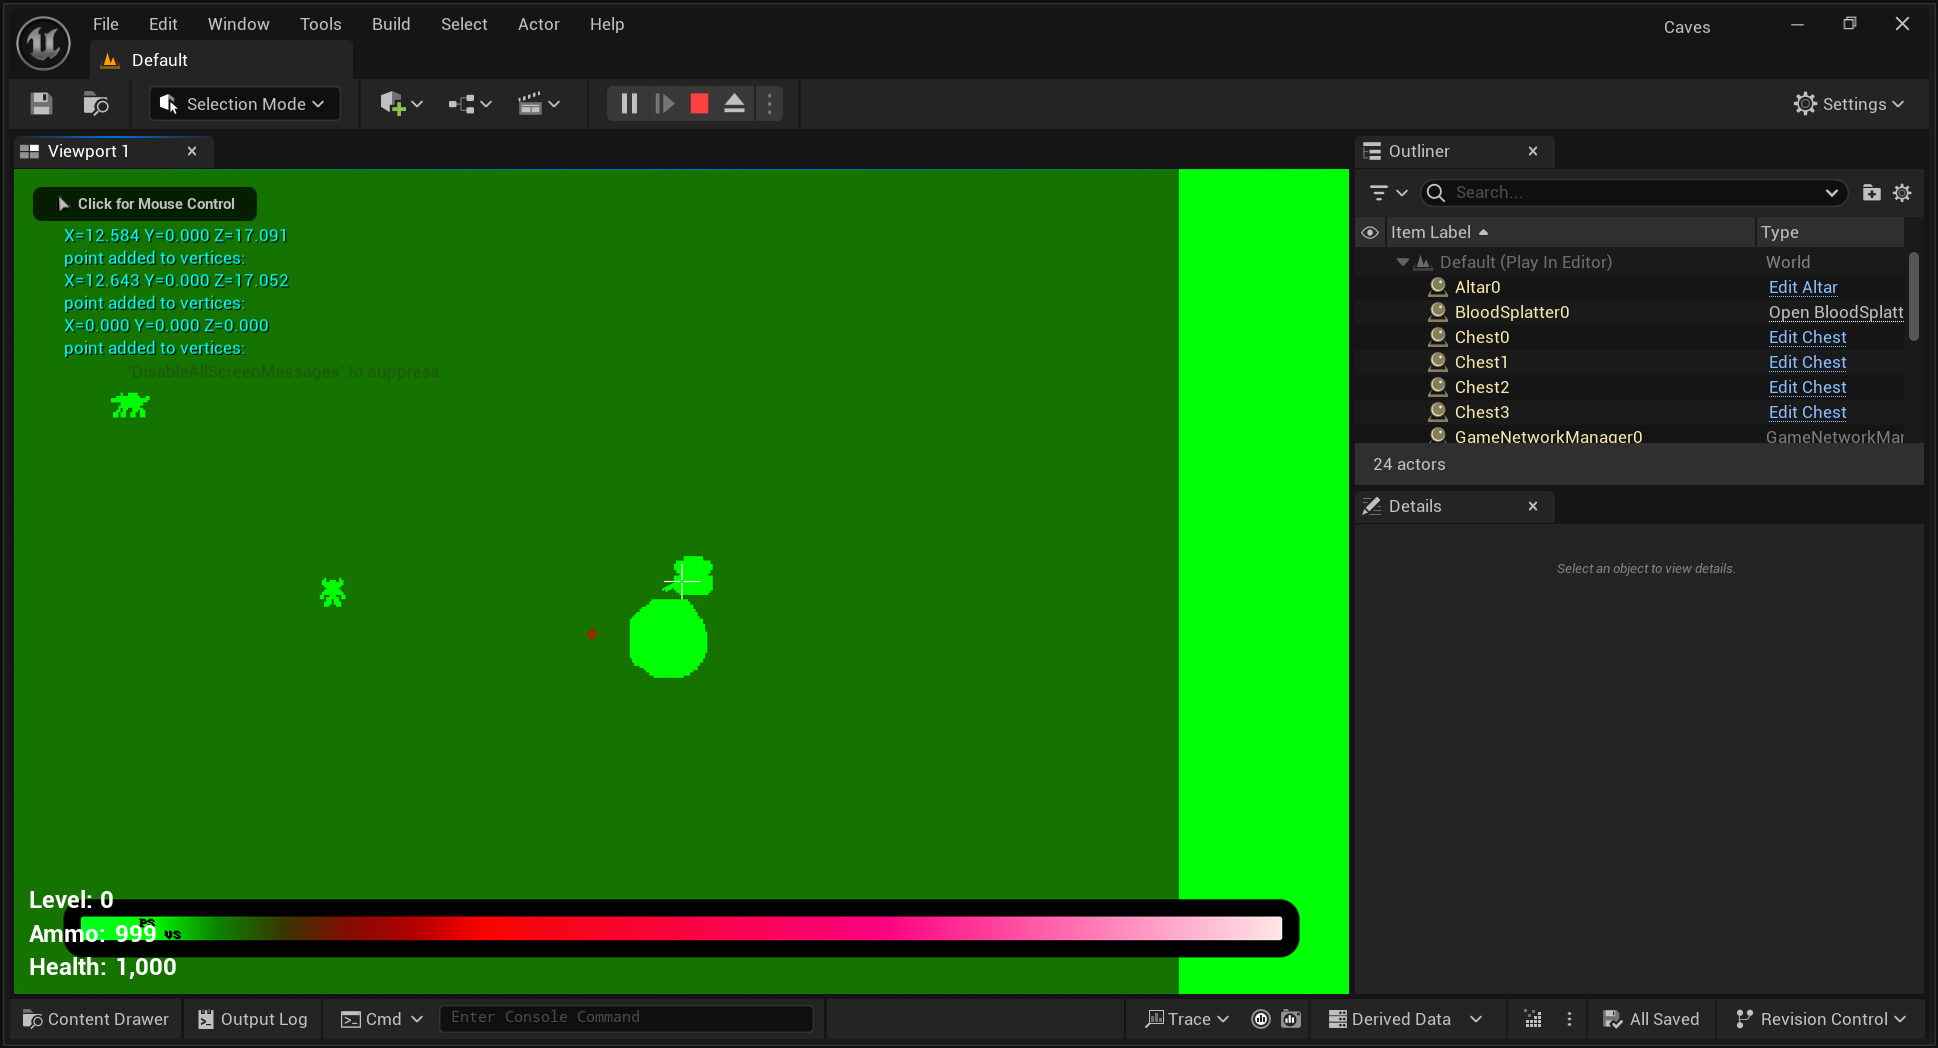 File Edit Window Tools Build Select Actor Help
Caves
Default
Selection Mode
Settings
Viewport 1
Click for Mouse Control
X=12.584 Y=0.000 Z=17.091
point added to vertices:
X=12.643 Y=0.000 Z=17.052
point added to vertices:
X=0.000 Y=0.000 Z=0.000
point added to vertices:
'DisableAllScreenMessages' to suppress
Level: 0
Ammo: 999
Health: 1,000
Outliner
Search...
Item Label Type
Default (Play In Editor) World
Altar0 Edit Altar
BloodSplatter0 Open BloodSplatt
Chest0 Edit Chest
Chest1 Edit Chest
Chest2 Edit Chest
Chest3 Edit Chest
GameNetworkManager0 GameNetworkMar
24 actors
Details
Select an object to view details.
Content Drawer Output Log Cmd Enter Console Command Trace Derived Data All Saved Revision Control